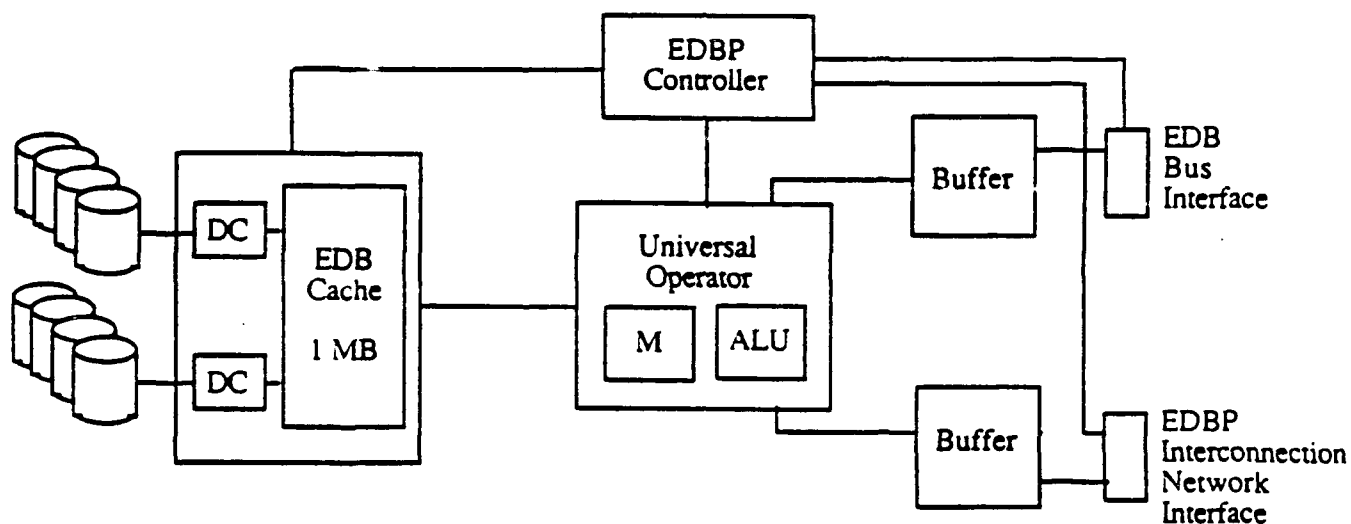 EDBP
Controller
EDB
Bus
Interface
Buffer
DC
EDB
Cache
1 MB
Universal
Operator
M
ALU
DC
Buffer
EDBP
Interconnection
Network
Interface